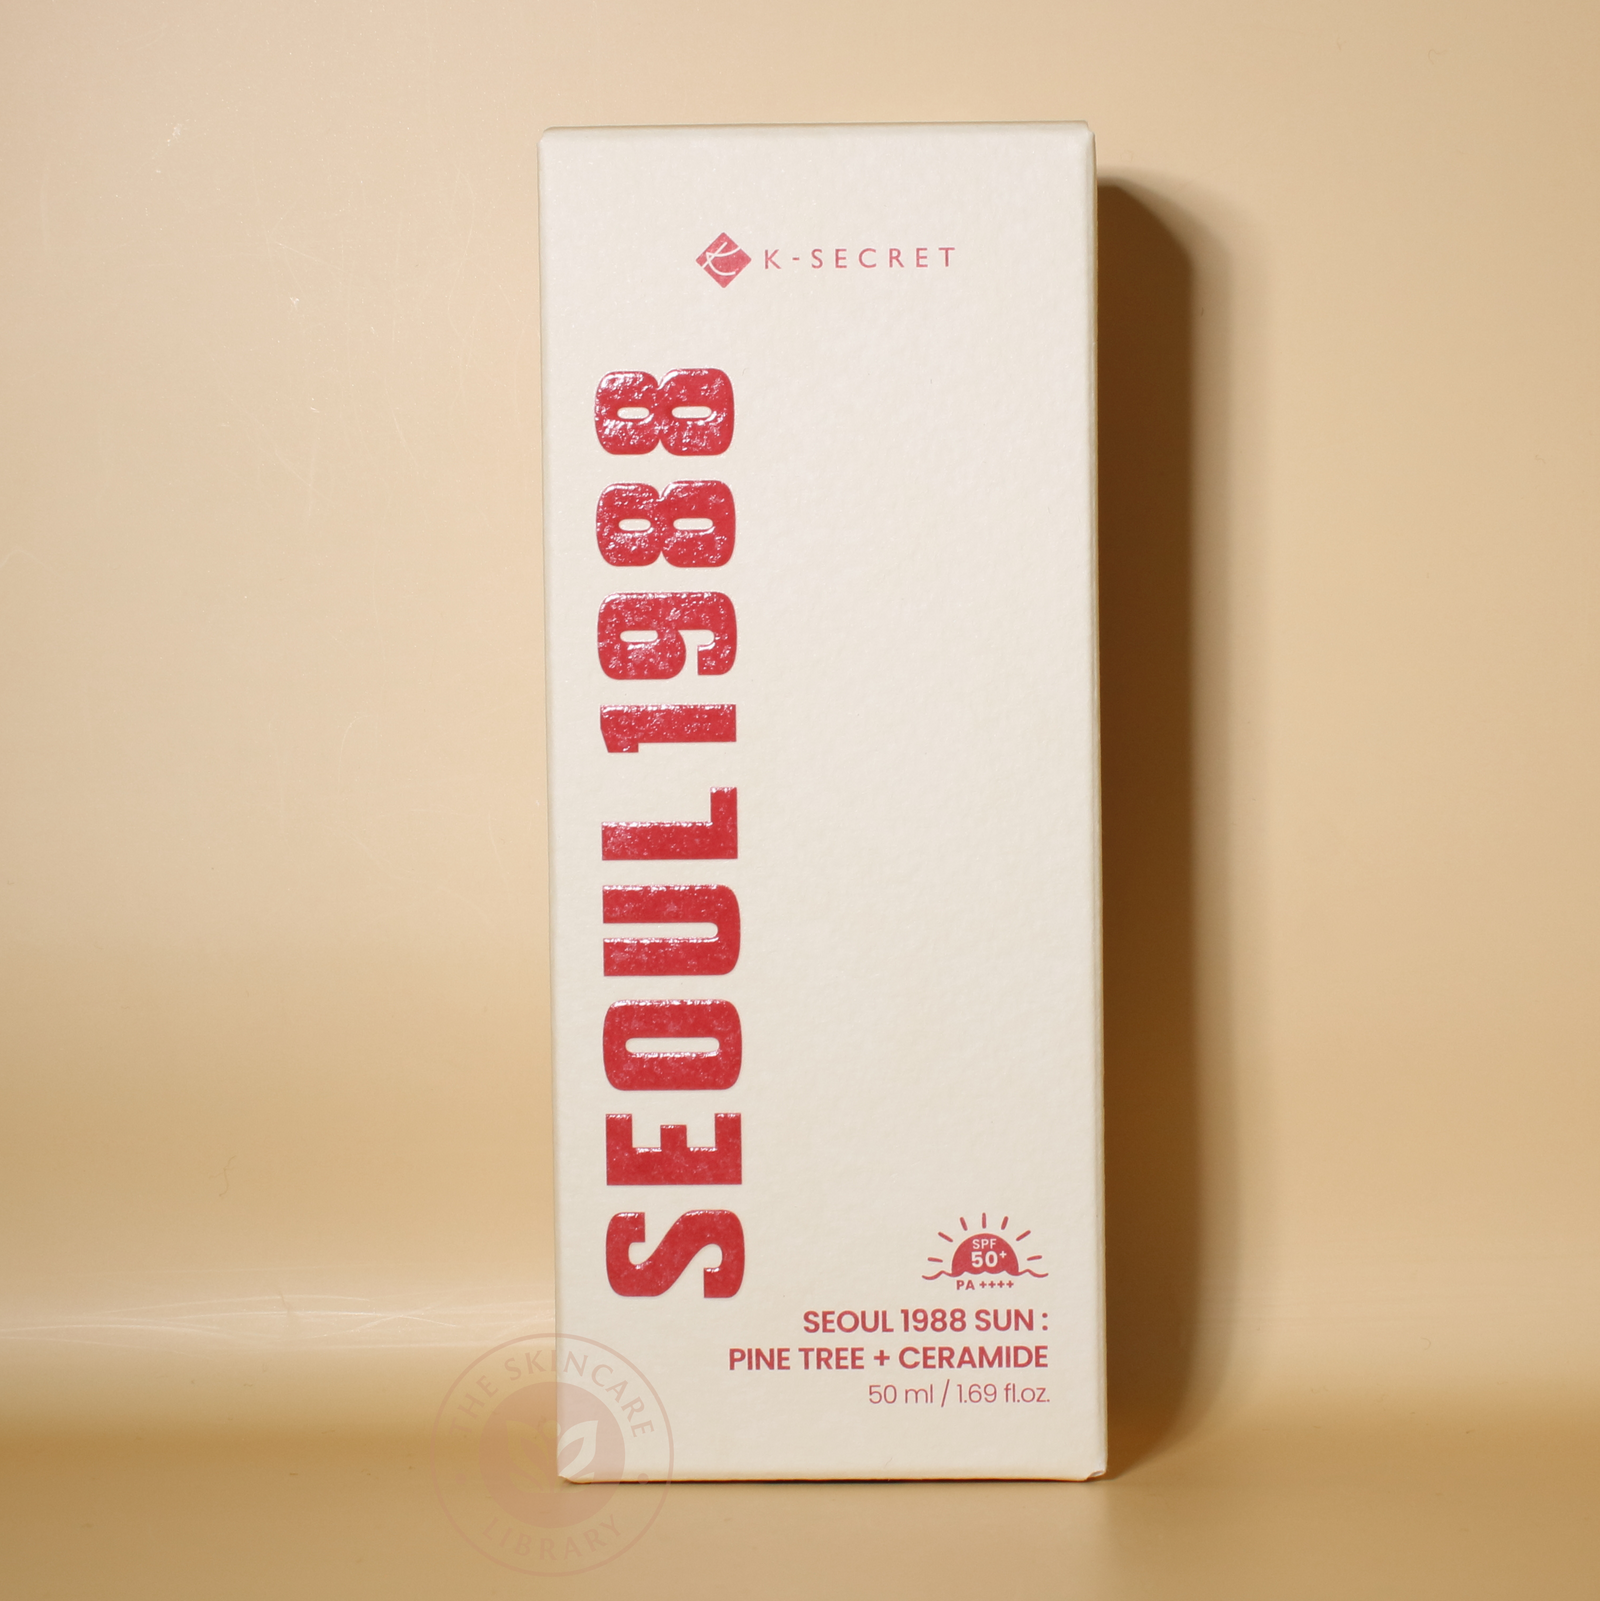 K-SECRET
SEOUL 1988
SPF
50+
PA ++++
SEOUL 1988 SUN :
PINE TREE + CERAMIDE
50 ml / 1.69 fl.oz.
THE SKINCARE
LIBRARY